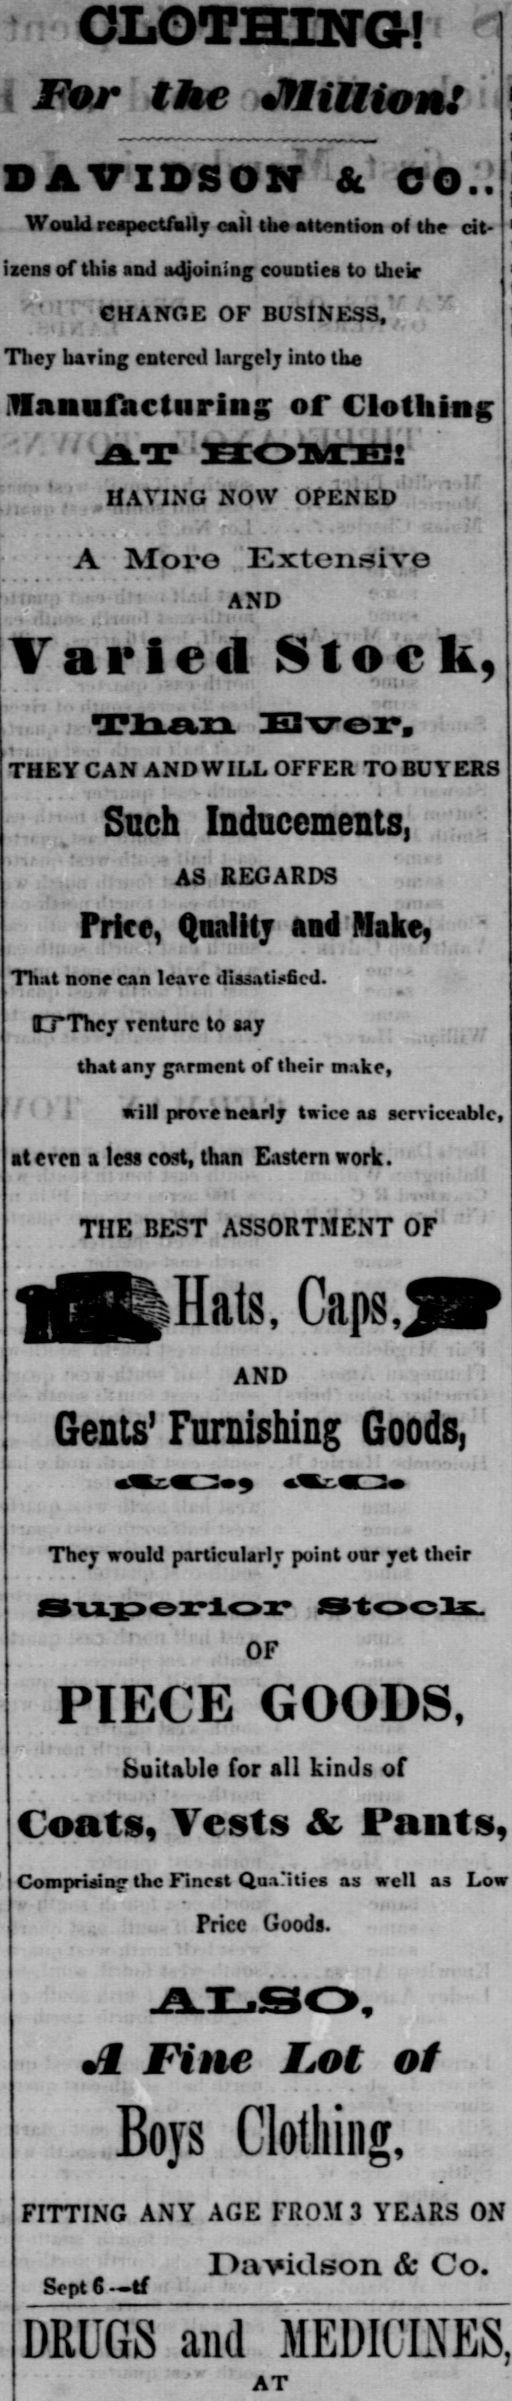 CLOTHING!
For the Million!
DAVIDSON & CO..
Would respectfully call the attention of the cit-
izens of this and adjoining counties to their
CHANGE OF BUSINESS,
They having entered largely into the
Manufacturing of Clothing
AT HOME!
HAVING NOW OPENED
A More Extensive
AND
Varied Stock,
Than Ever,
THEY CAN AND WILL OFFER TO BUYERS
Such Inducements,
AS REGARDS
Price, Quality and Make,
That none can leave dissatisfied.
☞They venture to say
that any garment of their make,
will prove nearly twice as serviceable,
at even a less cost, than Eastern work.
THE BEST ASSORTMENT OF
Hats, Caps,
AND
Gents' Furnishing Goods,
&C., &C.
They would particularly point our yet their
Superior Stock
OF
PIECE GOODS,
Suitable for all kinds of
Coats, Vests & Pants,
Comprising the Finest Qualities as well as Low
Price Goods.
ALSO,
A Fine Lot of
Boys Clothing,
FITTING ANY AGE FROM 3 YEARS ON
Davidson & Co.
Sept 6—tf
DRUGS and MEDICINES,
AT